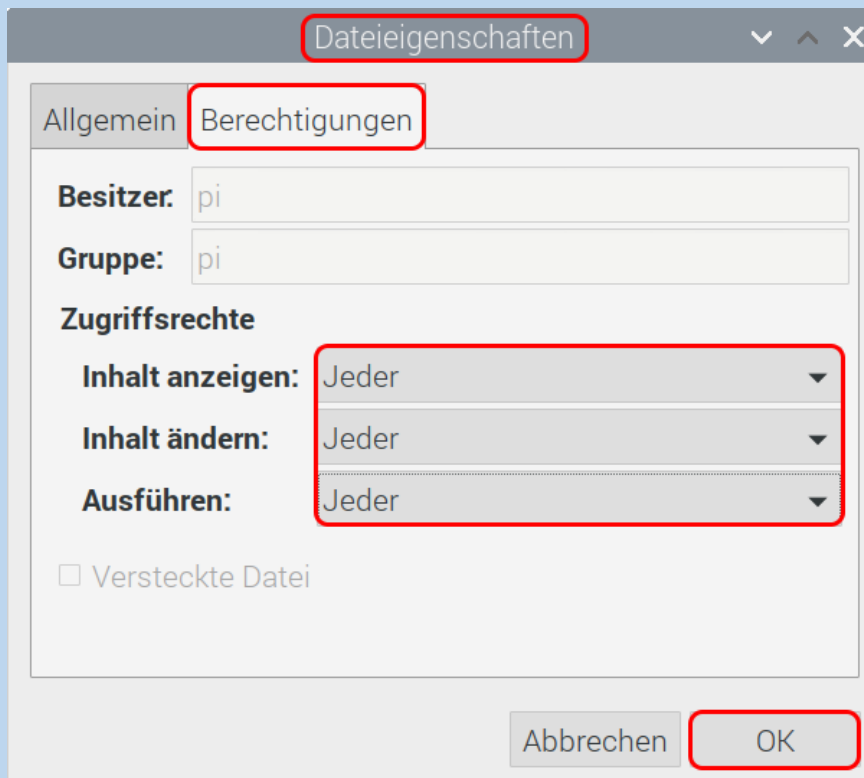 Dateieigenschaften
Allgemein Berechtigungen
Besitzer: pi
Gruppe: pi
Zugriffsrechte
Inhalt anzeigen: Jeder
Inhalt ändern: Jeder
Ausführen: Jeder
Versteckte Datei
Abbrechen OK